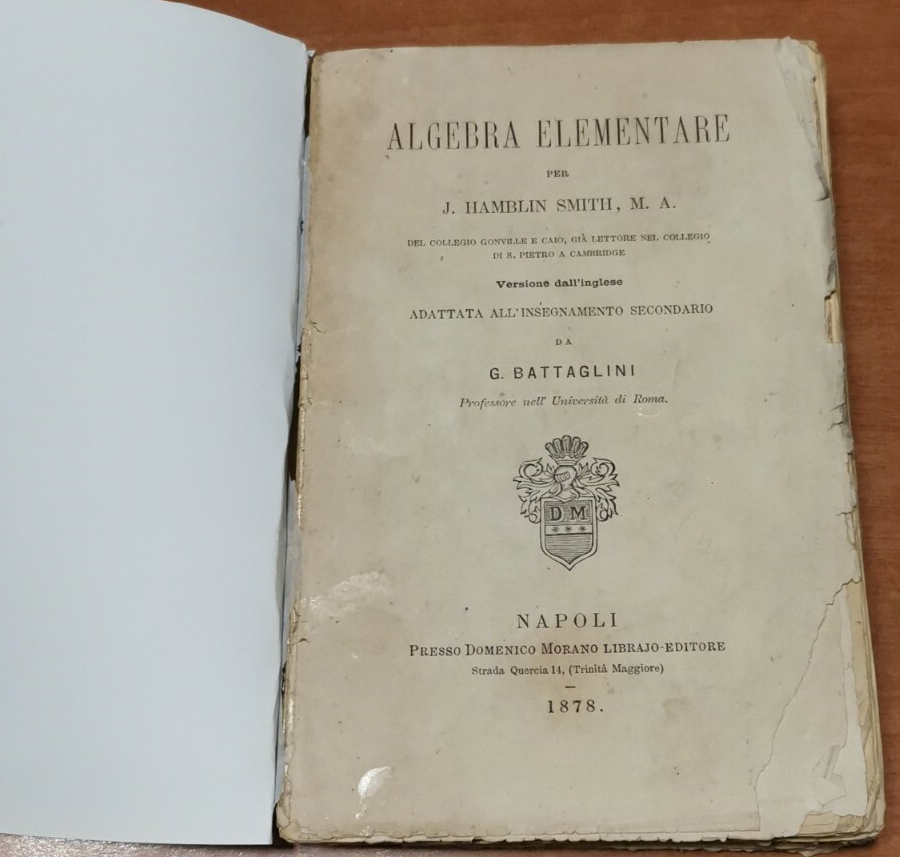 ALGEBRA ELEMENTARE
PER
J. HAMBLIN SMITH, M. A.
DEL COLLEGIO GONVILLE E CAIO, GIÀ LETTORE NEL COLLEGIO
DI S. PIETRO A CAMBRIDGE
Versione dall'inglese
ADATTATA ALL'INSEGNAMENTO SECONDARIO
DA
G. BATTAGLINI
Professore nell' Università di Roma.
DM
NAPOLI
PRESSO DOMENICO MORANO LIBRAJO-EDITORE
Strada Quercia 14, (Trinità Maggiore)
1878.